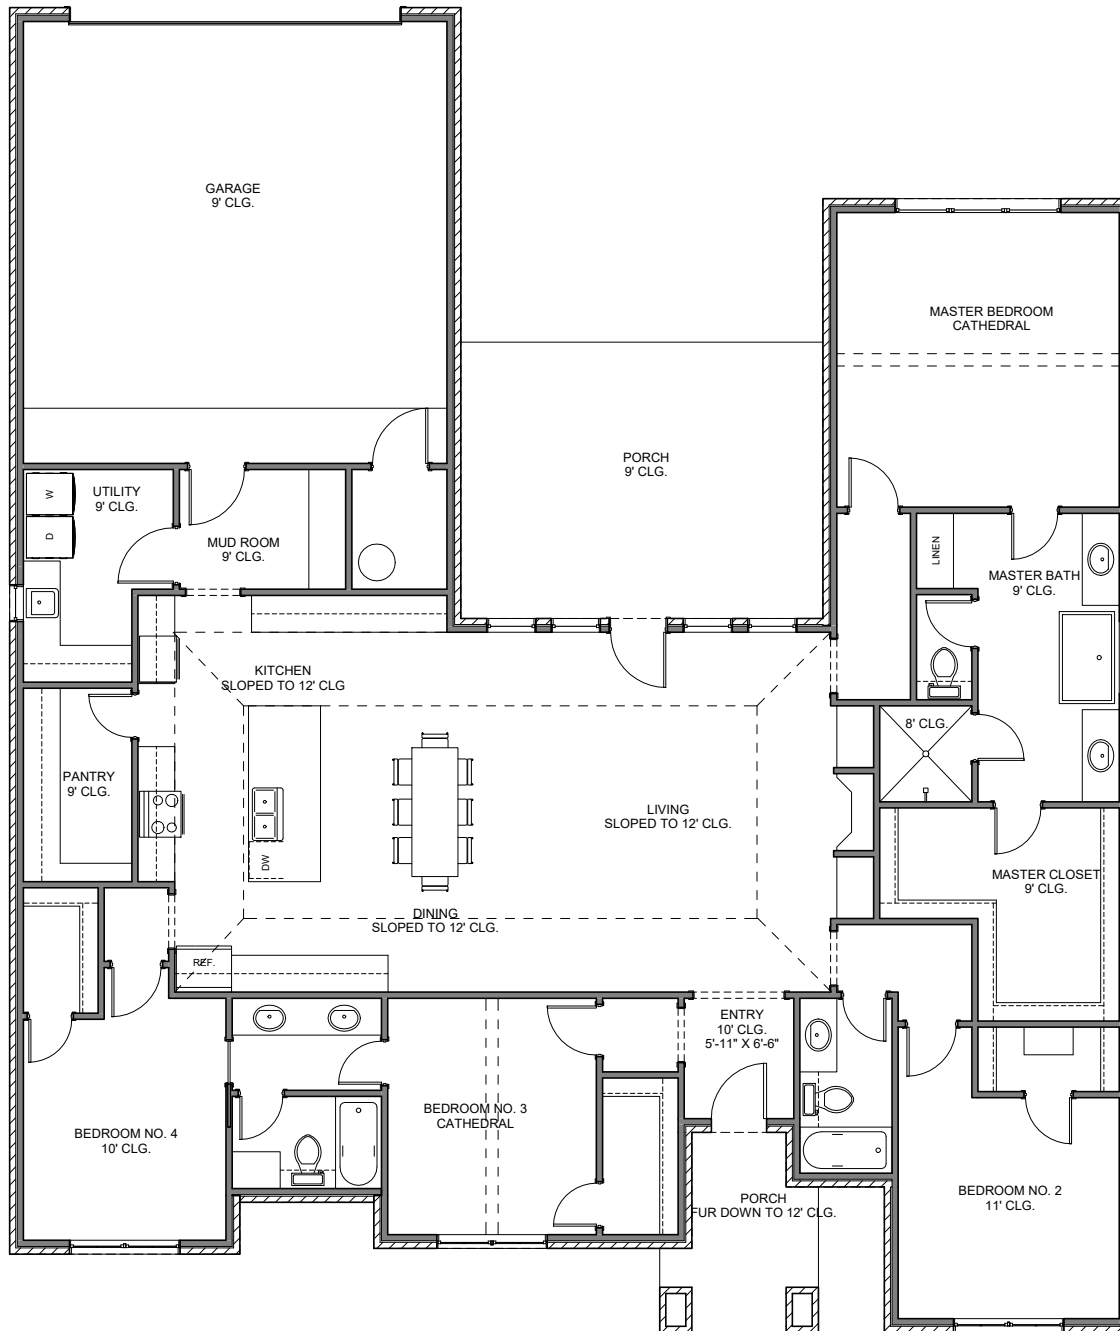 GARAGE
9' CLG.
MASTER BEDROOM
CATHEDRAL
PORCH
9' CLG.
W
D
UTILITY
9' CLG.
MUD ROOM
9' CLG.
LINEN
MASTER BATH
9' CLG.
KITCHEN
SLOPED TO 12' CLG
8' CLG.
PANTRY
9' CLG.
LIVING
SLOPED TO 12' CLG.
DW
MASTER CLOSET
9' CLG.
DINING
SLOPED TO 12' CLG.
REF.
ENTRY
10' CLG.
5'-11" X 6'-6"
BEDROOM NO. 3
CATHEDRAL
BEDROOM NO. 4
10' CLG.
PORCH
FUR DOWN TO 12' CLG.
BEDROOM NO. 2
11' CLG.